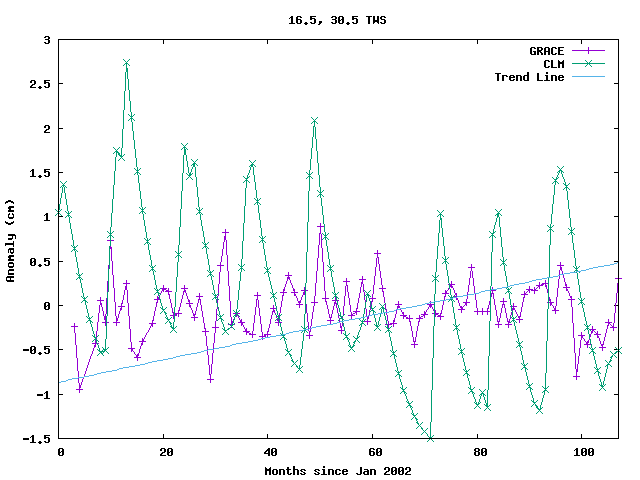 16.5, 30.5 TWS
GRACE
CLM
Trend Line
3
2.5
2
1.5
1
0.5
0
-0.5
-1
-1.5
Anomaly (cm)
0 20 40 60 80 100
Months since Jan 2002